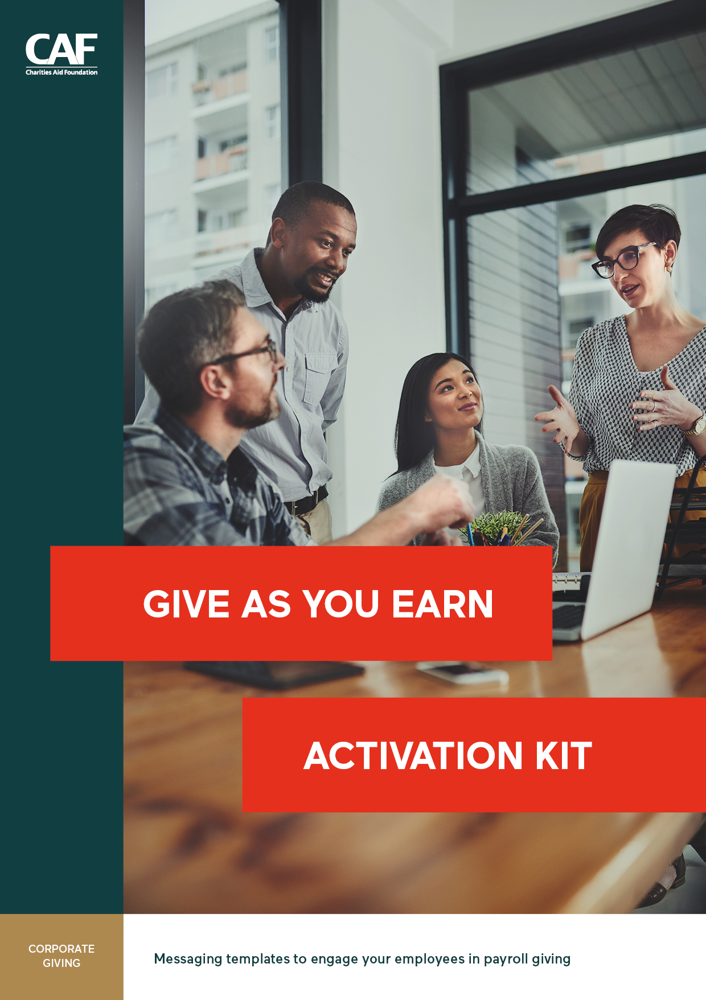 CAF
Charities Aid Foundation
GIVE AS YOU EARN
ACTIVATION KIT
CORPORATE
GIVING
Messaging templates to engage your employees in payroll giving